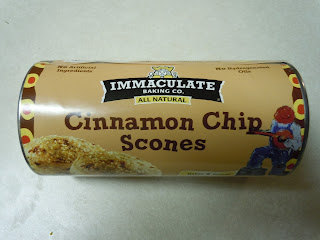 No Artificial
Ingredients
No Hydrogenated
Oils
IMMACULATE
BAKING CO.
ALL NATURAL
Cinnamon Chip
Scones